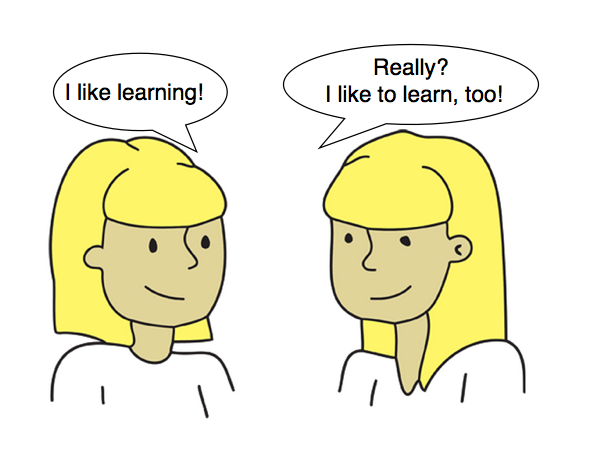 I like learning!
Really?
I like to learn, too!